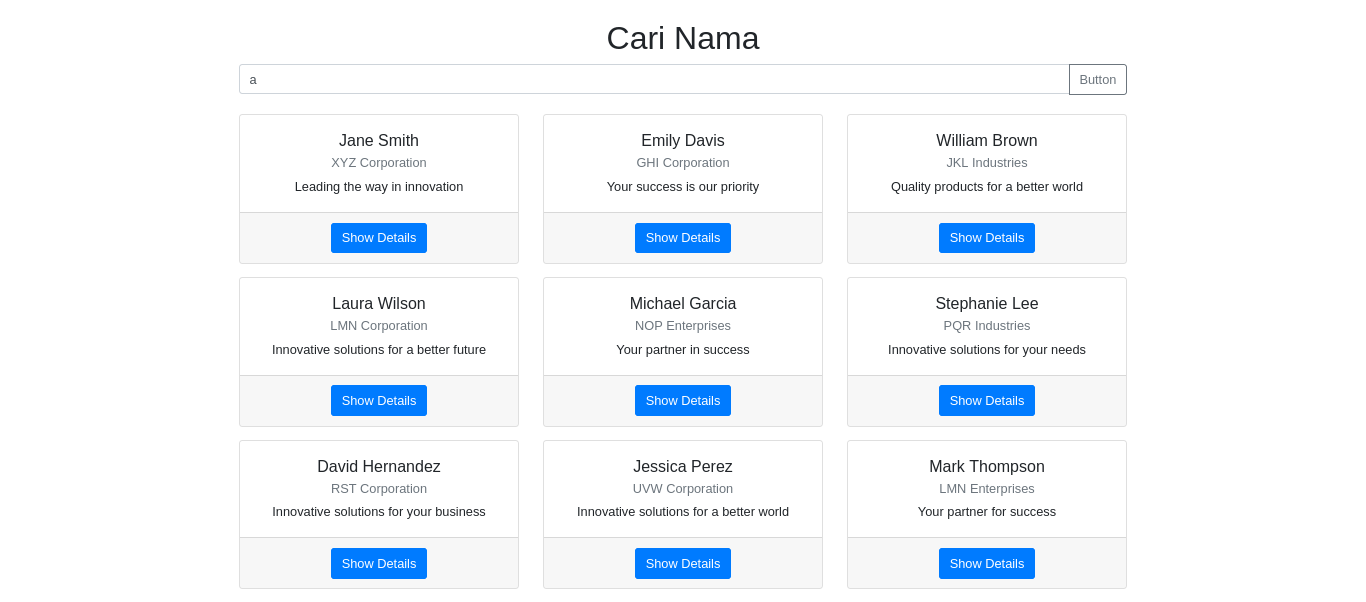 Cari Nama
a
Button
Jane Smith
XYZ Corporation
Leading the way in innovation
Show Details
Emily Davis
GHI Corporation
Your success is our priority
Show Details
William Brown
JKL Industries
Quality products for a better world
Show Details
Laura Wilson
LMN Corporation
Innovative solutions for a better future
Show Details
Michael Garcia
NOP Enterprises
Your partner in success
Show Details
Stephanie Lee
PQR Industries
Innovative solutions for your needs
Show Details
David Hernandez
RST Corporation
Innovative solutions for your business
Show Details
Jessica Perez
UVW Corporation
Innovative solutions for a better world
Show Details
Mark Thompson
LMN Enterprises
Your partner for success
Show Details